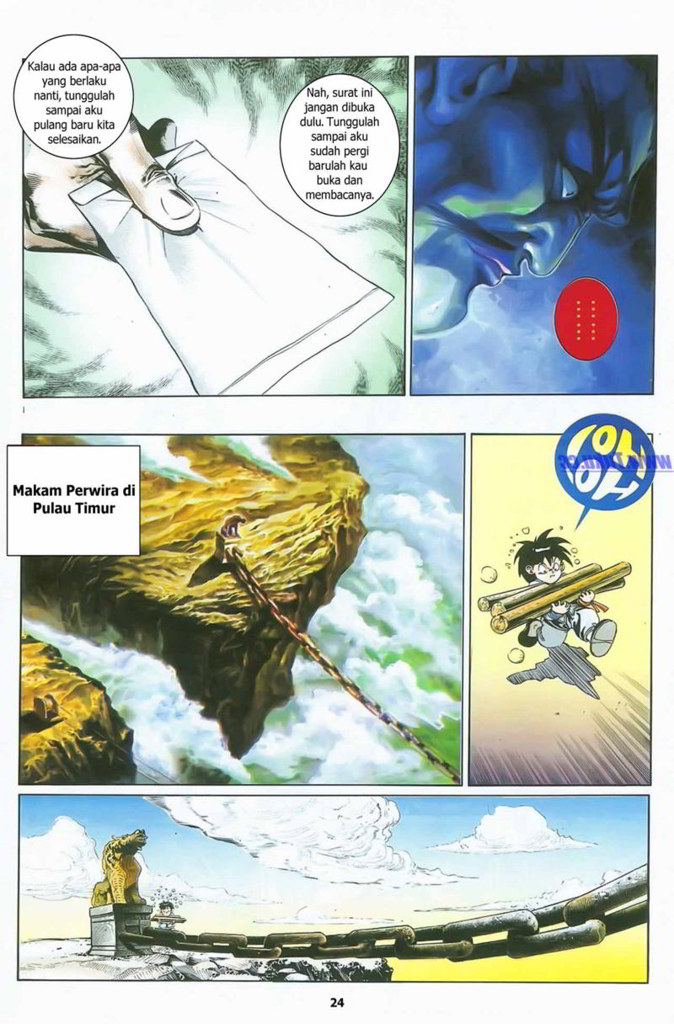 Kalau ada apa-apa
yang berlaku
nanti, tunggulah
sampai aku
pulang baru kita
selesaikan.
Nah, surat ini
jangan dibuka
dulu. Tunggulah
sampai aku
sudah pergi
barulah kau
buka dan
membacanya.
Makam Perwira di
Pulau Timur
24